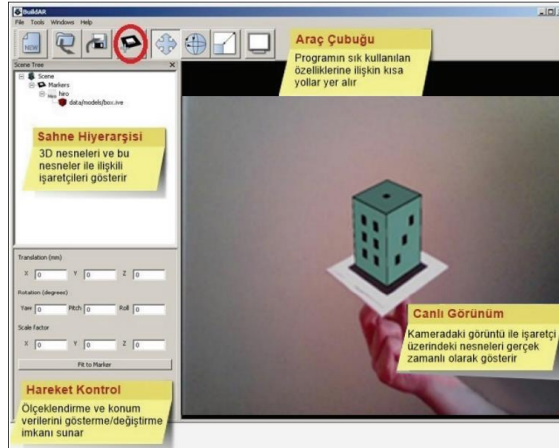 BuildAR
File Tools Windows Help
NEW
Araç Çubuğu
Programın sık kullanılan
özelliklerine ilişkin kısa
yollar yer alır
Scene Tree
Scene
Markers
hiro
data/models/box.ive
Sahne Hiyerarşisi
3D nesneleri ve bu
nesneler ile ilişkili
işaretçileri gösterir
Translation (mm)
X 0 Y 0 Z 0
Rotation (degrees)
Yaw 0 Pitch 0 Roll 0
Scale factor
X 0 Y 0 Z 0
Fit to Marker
Canlı Görünüm
Kameradaki görüntü ile işaretçi
üzerindeki nesneleri gerçek
zamanlı olarak gösterir
Hareket Kontrol
Ölçeklendirme ve konum
verilerini gösterme/değiştirme
imkanı sunar